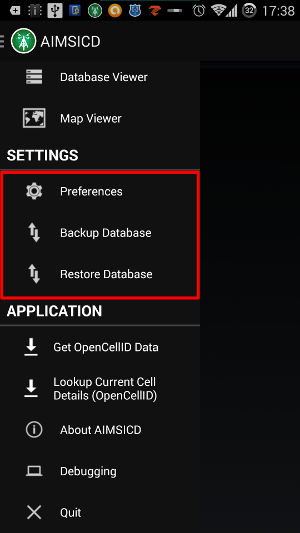 32 17:38
AIMSICD
Database Viewer
Map Viewer
SETTINGS
Preferences
Backup Database
Restore Database
APPLICATION
Get OpenCellID Data
Lookup Current Cell
Details (OpenCellID)
About AIMSICD
Debugging
Quit